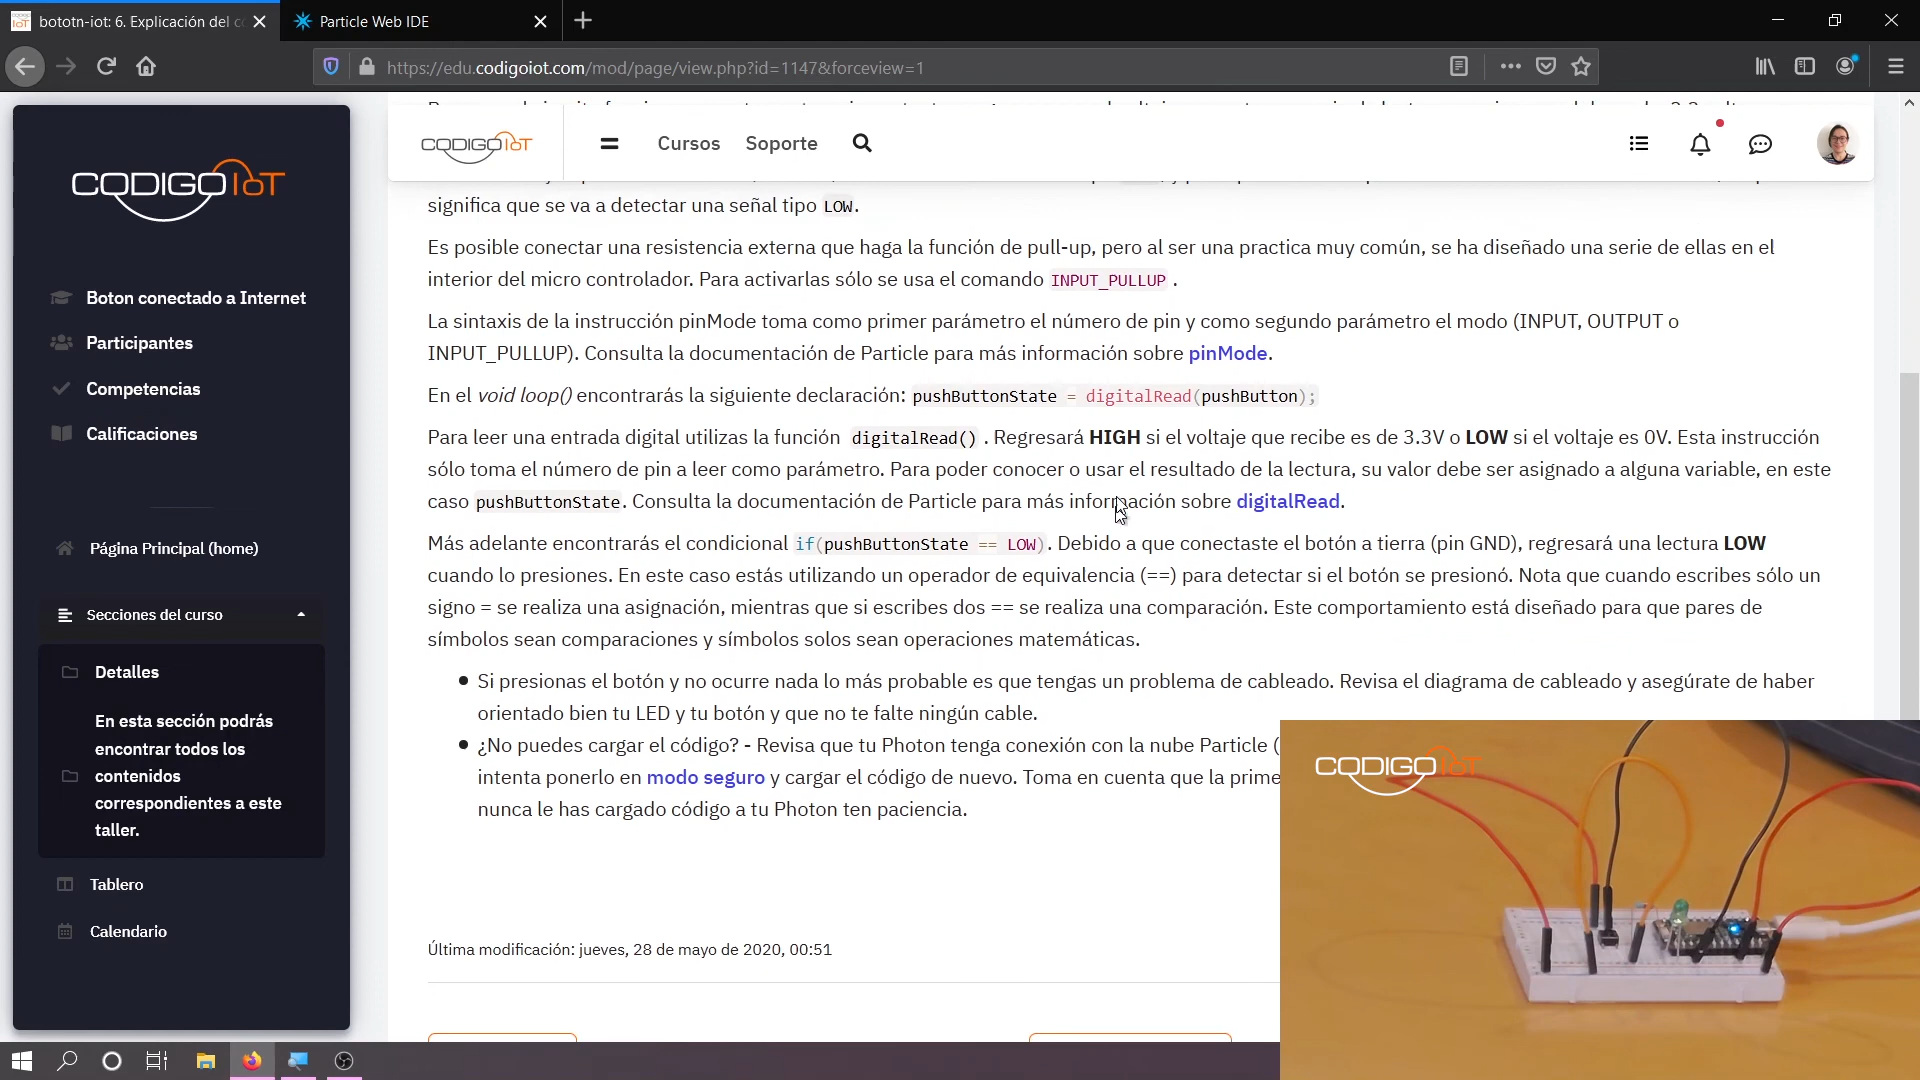 bototn-iot: 6. Explicación del c
Particle Web IDE
https://edu.codigoiot.com/mod/page/view.php?id=1147&forceview=1
CODIGO IoT
Cursos
Soporte
CODIGO IoT
Boton conectado a Internet
Participantes
Competencias
Calificaciones
Página Principal (home)
Secciones del curso
Detalles
En esta sección podrás
encontrar todos los
contenidos
correspondientes a este
taller.
Tablero
Calendario
significa que se va a detectar una señal tipo LOW.
Es posible conectar una resistencia externa que haga la función de pull-up, pero al ser una practica muy común, se ha diseñado una serie de ellas en el
interior del micro controlador. Para activarlas sólo se usa el comando INPUT_PULLUP .
La sintaxis de la instrucción pinMode toma como primer parámetro el número de pin y como segundo parámetro el modo (INPUT, OUTPUT o
INPUT_PULLUP). Consulta la documentación de Particle para más información sobre pinMode.
En el void loop() encontrarás la siguiente declaración: pushButtonState = digitalRead(pushButton);
Para leer una entrada digital utilizas la función digitalRead() . Regresará HIGH si el voltaje que recibe es de 3.3V o LOW si el voltaje es 0V. Esta instrucción
sólo toma el número de pin a leer como parámetro. Para poder conocer o usar el resultado de la lectura, su valor debe ser asignado a alguna variable, en este
caso pushButtonState. Consulta la documentación de Particle para más información sobre digitalRead.
Más adelante encontrarás el condicional if(pushButtonState == LOW). Debido a que conectaste el botón a tierra (pin GND), regresará una lectura LOW
cuando lo presiones. En este caso estás utilizando un operador de equivalencia (==) para detectar si el botón se presionó. Nota que cuando escribes sólo un
signo = se realiza una asignación, mientras que si escribes dos == se realiza una comparación. Este comportamiento está diseñado para que pares de
símbolos sean comparaciones y símbolos solos sean operaciones matemáticas.
Si presionas el botón y no ocurre nada lo más probable es que tengas un problema de cableado. Revisa el diagrama de cableado y asegúrate de haber
orientado bien tu LED y tu botón y que no te falte ningún cable.
¿No puedes cargar el código? - Revisa que tu Photon tenga conexión con la nube Particle (
intenta ponerlo en modo seguro y cargar el código de nuevo. Toma en cuenta que la prime
nunca le has cargado código a tu Photon ten paciencia.
Última modificación: jueves, 28 de mayo de 2020, 00:51
CODIGO IoT